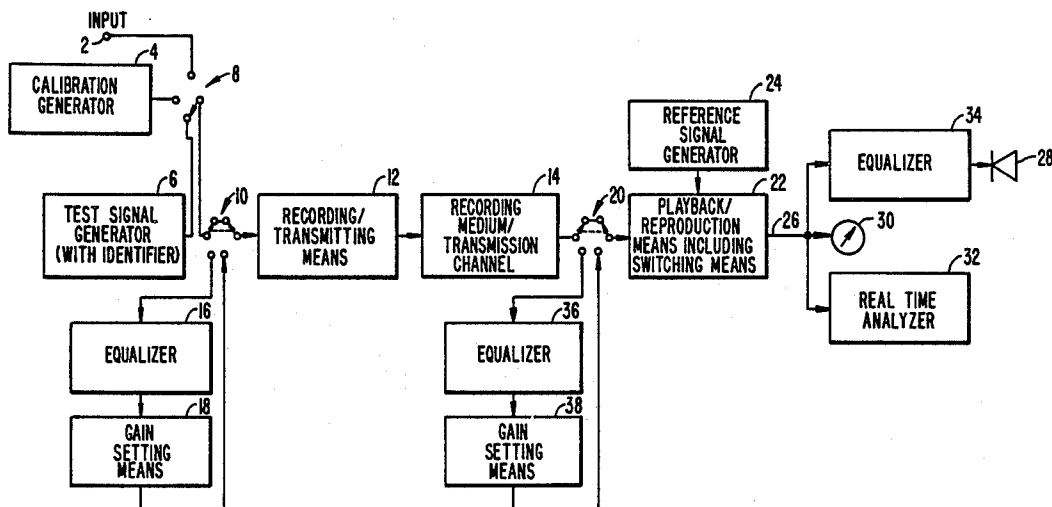 INPUT
2
4
CALIBRATION
GENERATOR
8
24
REFERENCE
SIGNAL
GENERATOR
34
EQUALIZER
28
6
TEST SIGNAL
GENERATOR
(WITH IDENTIFIER)
10
12
RECORDING/
TRANSMITTING
MEANS
14
RECORDING
MEDIUM/
TRANSMISSION
CHANNEL
20
22
PLAYBACK/
REPRODUCTION
MEANS INCLUDING
SWITCHING MEANS
26
30
32
REAL TIME
ANALYZER
16
EQUALIZER
18
GAIN
SETTING
MEANS
36
EQUALIZER
38
GAIN
SETTING
MEANS